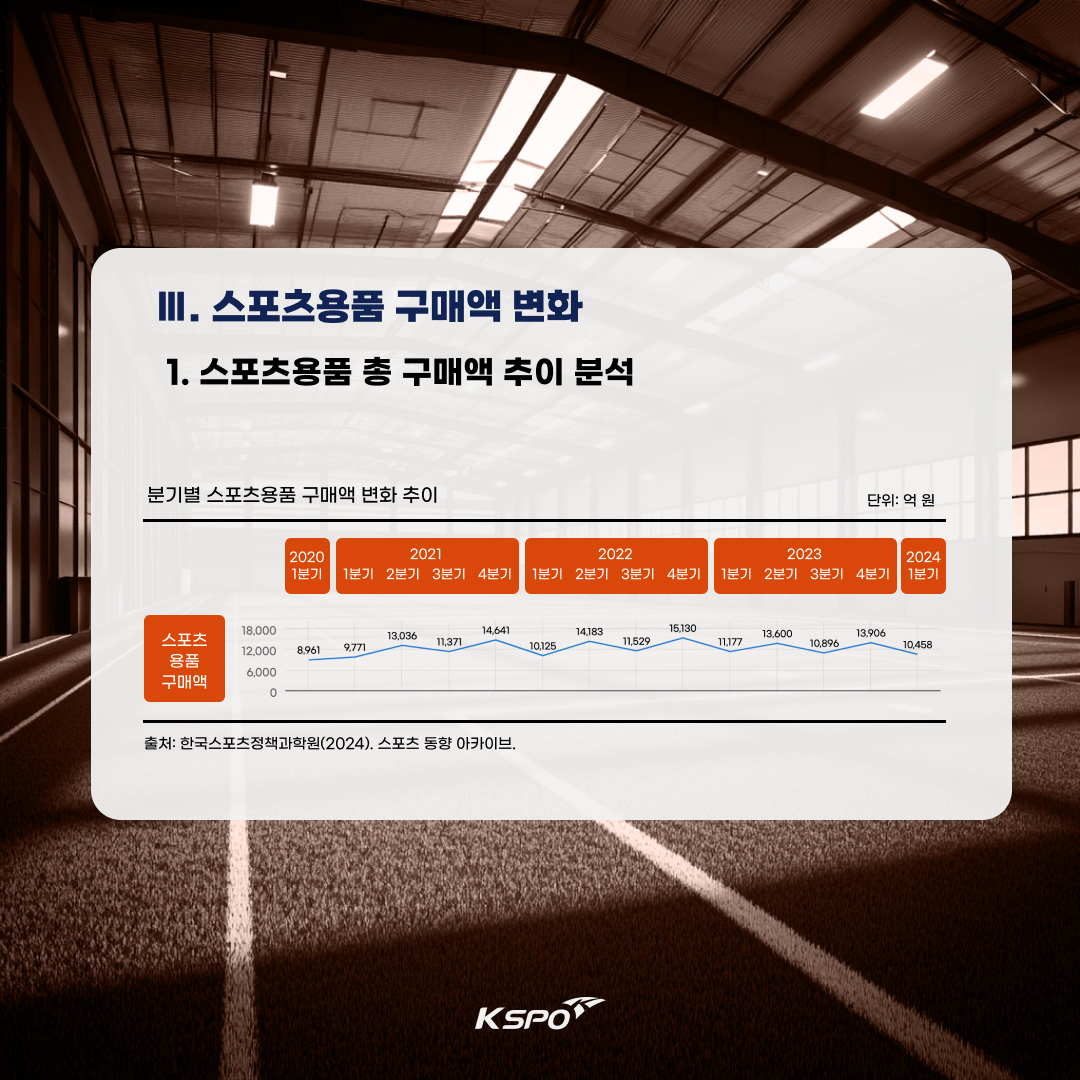 Ⅲ. 스포츠용품 구매액 변화
1. 스포츠용품 총 구매액 추이 분석
분기별 스포츠용품 구매액 변화 추이
단위: 억 원
2020 2021 2022 2023 2024
1분기 1분기 2분기 3분기 4분기 1분기 2분기 3분기 4분기 1분기 2분기 3분기 4분기 1분기
스포츠
용품
구매액
18,000
12,000
6,000
0
8,961 9,771 13,036 11,371 14,641 10,125 14,183 11,529 15,130 11,177 13,600 10,896 13,906 10,458
출처: 한국스포츠정책과학원(2024). 스포츠 동향 아카이브.
KSPO